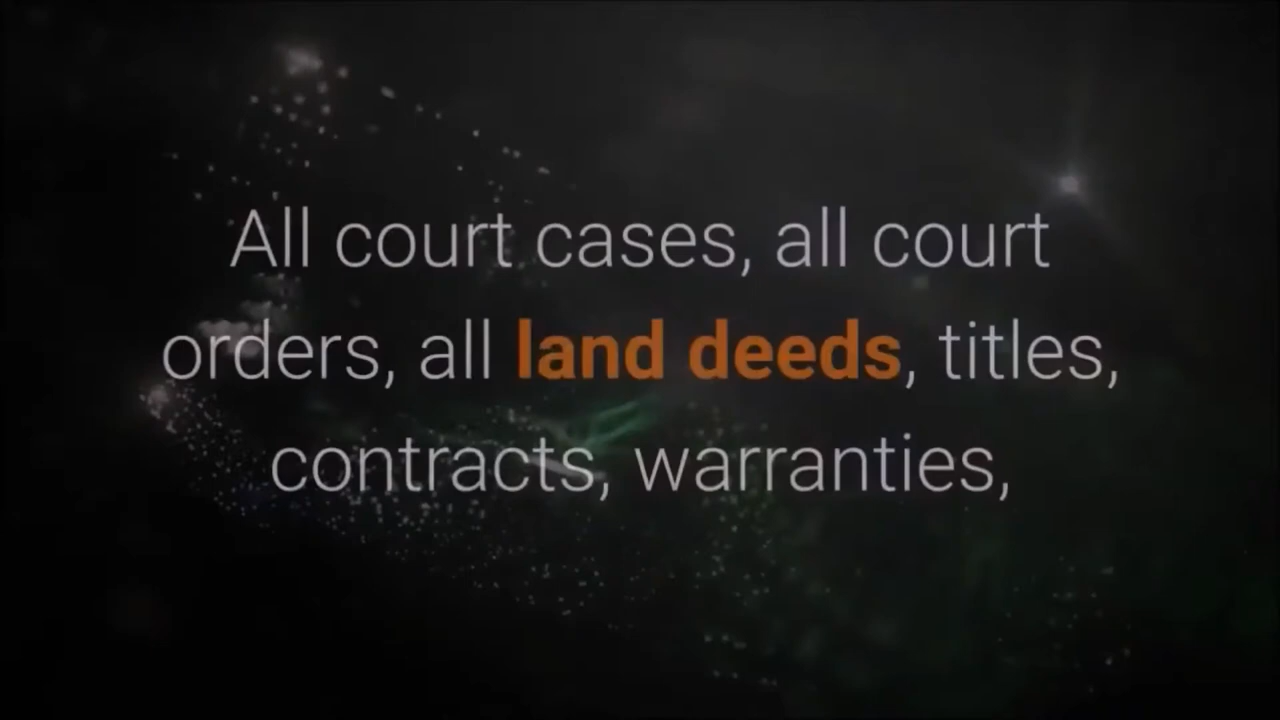 All court cases, all court
orders, all land deeds, titles,
contracts, warranties,